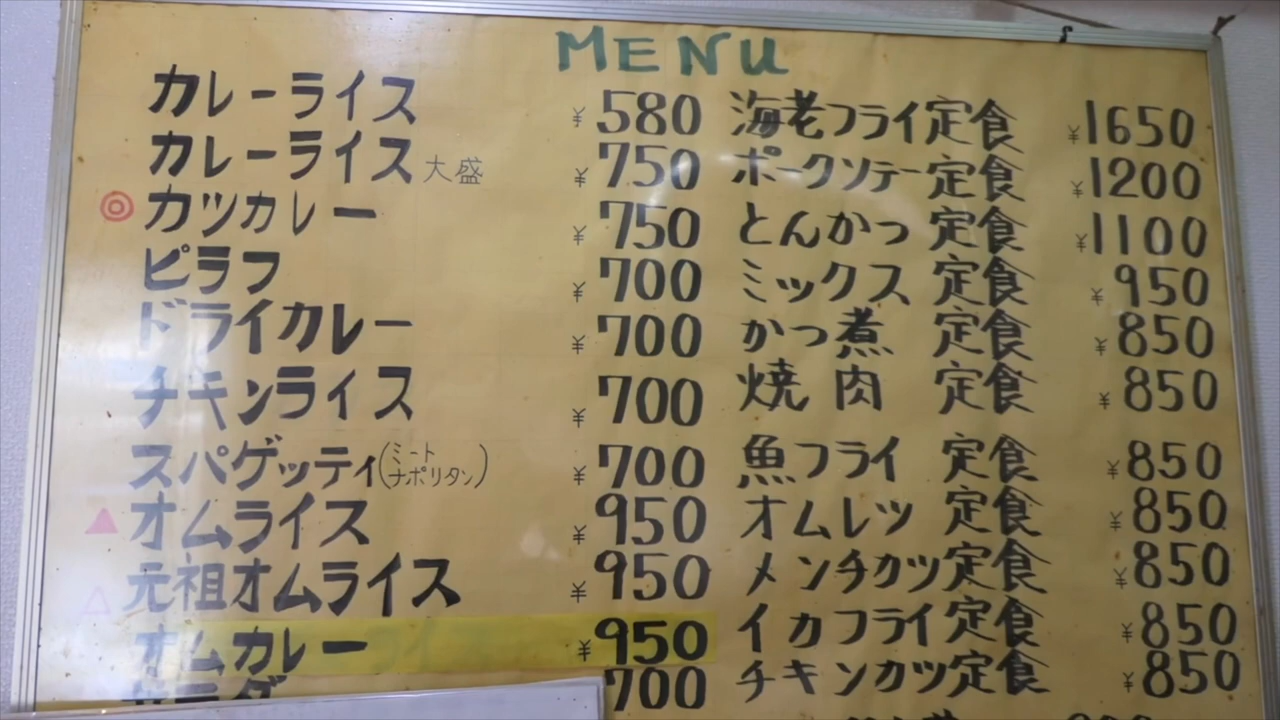 MENU
カレーライス ¥580
カレーライス 大盛 ¥750
◎ カツカレー ¥750
ピラフ ¥700
ドライカレー ¥700
チキンライス ¥700
スパゲッティ(ミート ナポリタン) ¥700
▲ オムライス ¥950
△ 元祖オムライス ¥950
オムカレー ¥950
サラダ 700
海老フライ定食 ¥1650
ポークソテー定食 ¥1200
とんかつ定食 ¥1100
ミックス定食 ¥950
かつ煮定食 ¥850
焼肉定食 ¥850
魚フライ定食 ¥850
オムレツ定食 ¥850
メンチカツ定食 ¥850
イカフライ定食 ¥850
チキンカツ定食 ¥850